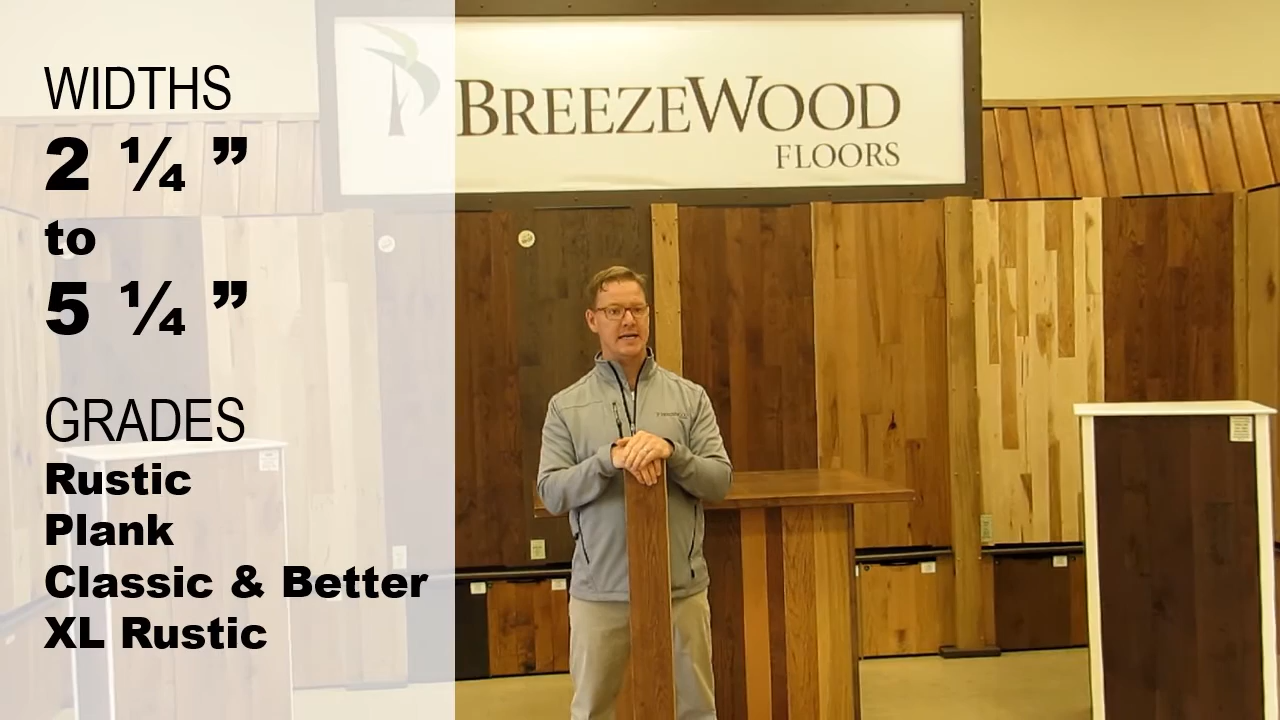 WIDTHS
2 ¼ ”
to
5 ¼ ”
GRADES
Rustic
Plank
Classic & Better
XL Rustic
BREEZEWOOD
FLOORS